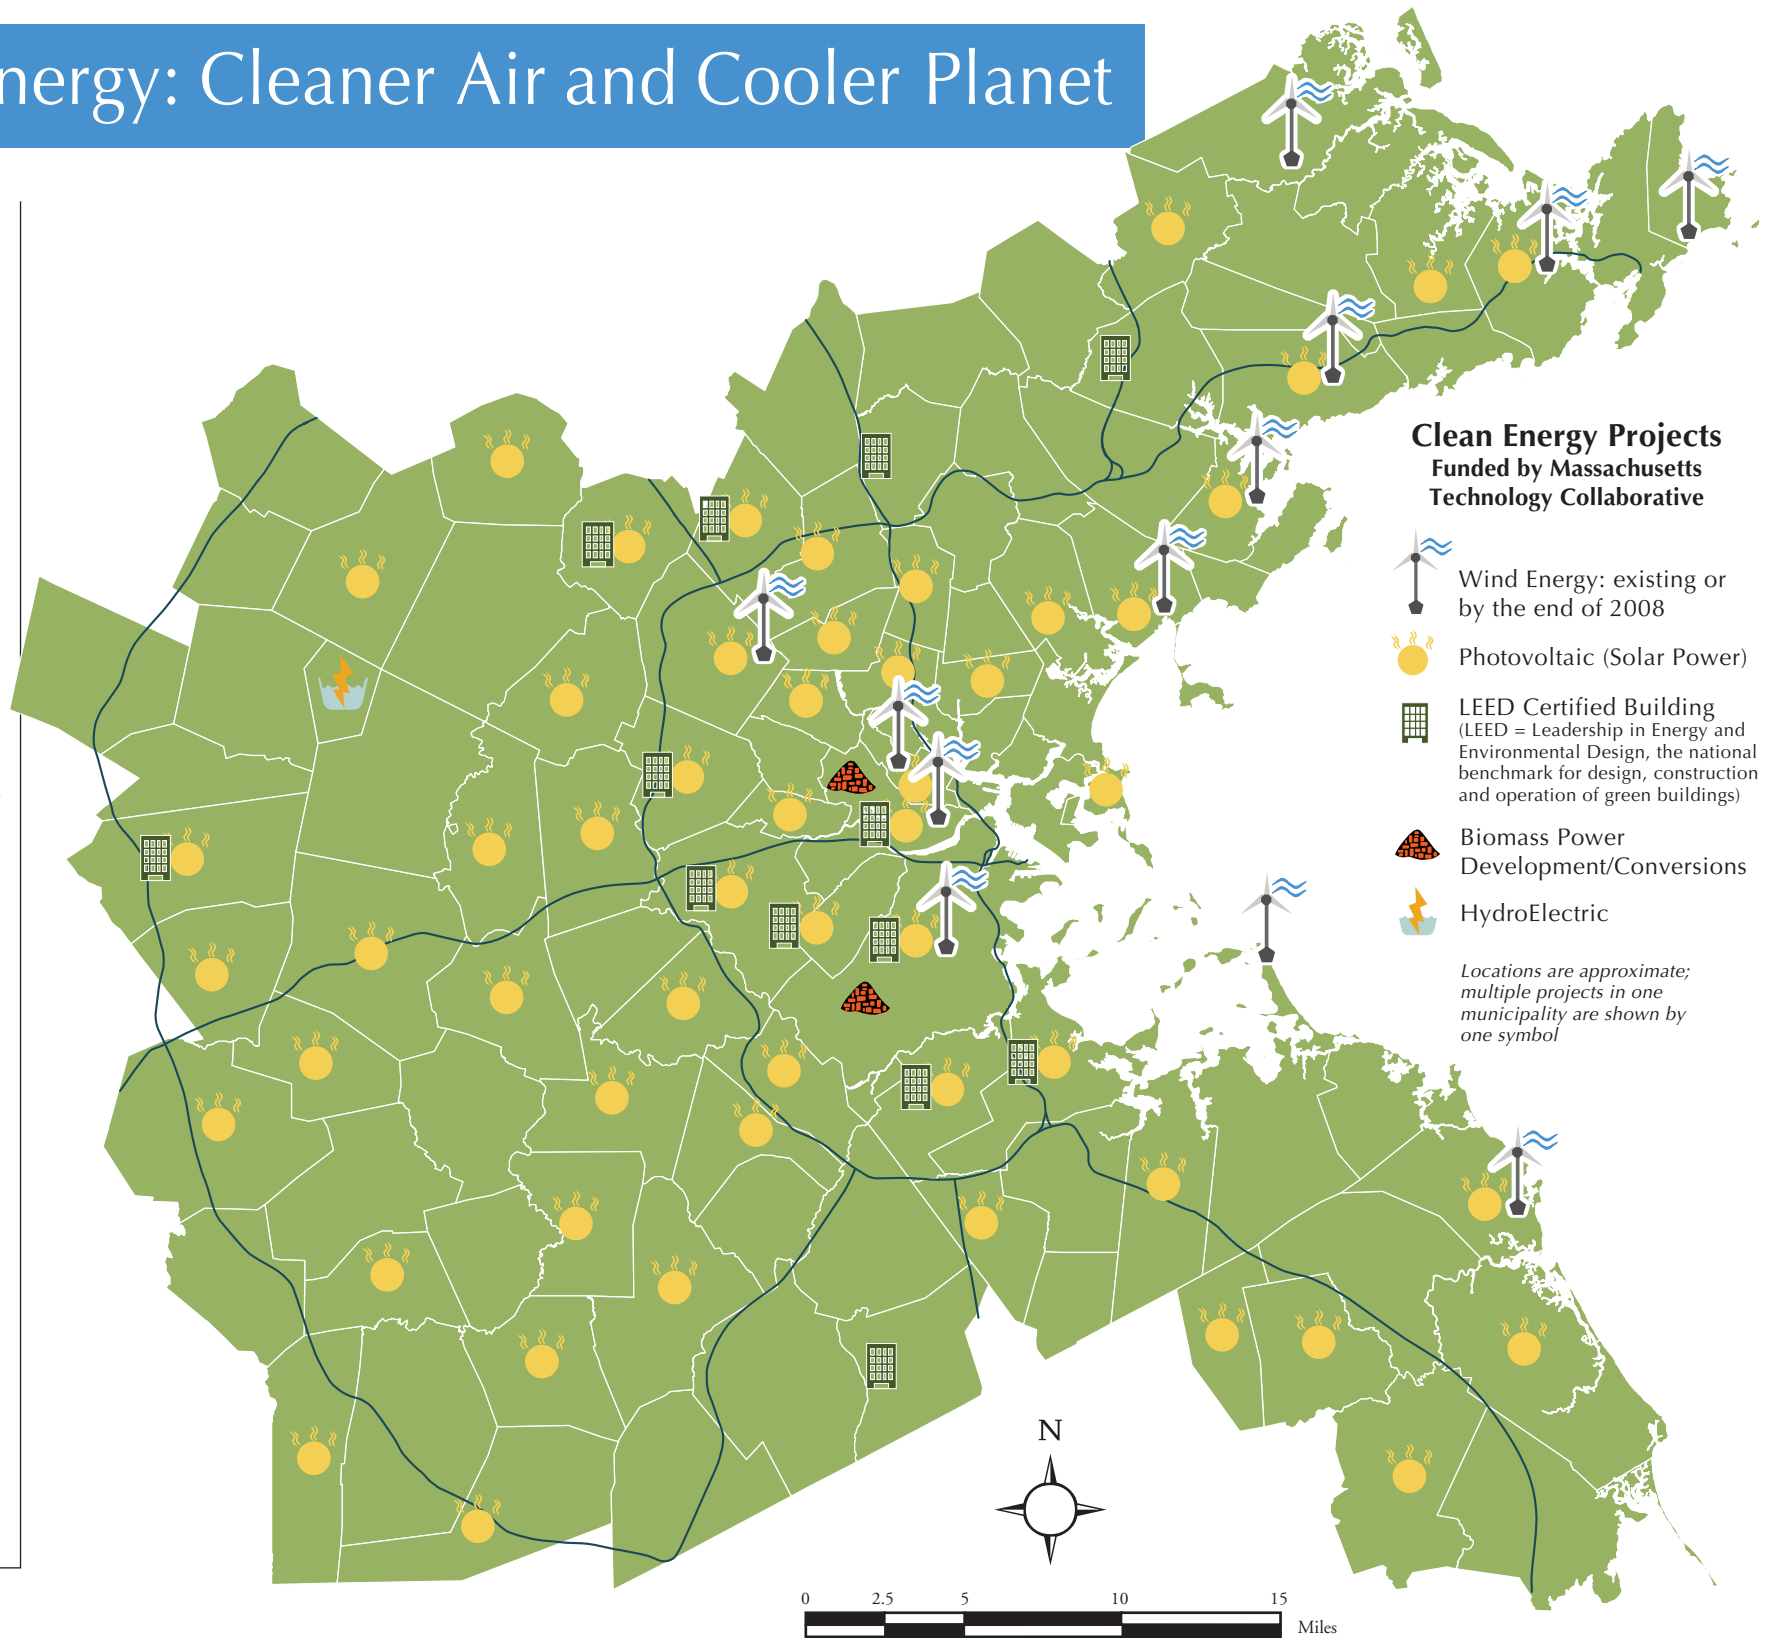 nergy: Cleaner Air and Cooler Planet
Clean Energy Projects
Funded by Massachusetts
Technology Collaborative
Wind Energy: existing or
by the end of 2008
Photovoltaic (Solar Power)
LEED Certified Building
(LEED = Leadership in Energy and
Environmental Design, the national
benchmark for design, construction
and operation of green buildings)
Biomass Power
Development/Conversions
HydroElectric
Locations are approximate;
multiple projects in one
municipality are shown by
one symbol
N
0 2.5 5 10 15
Miles